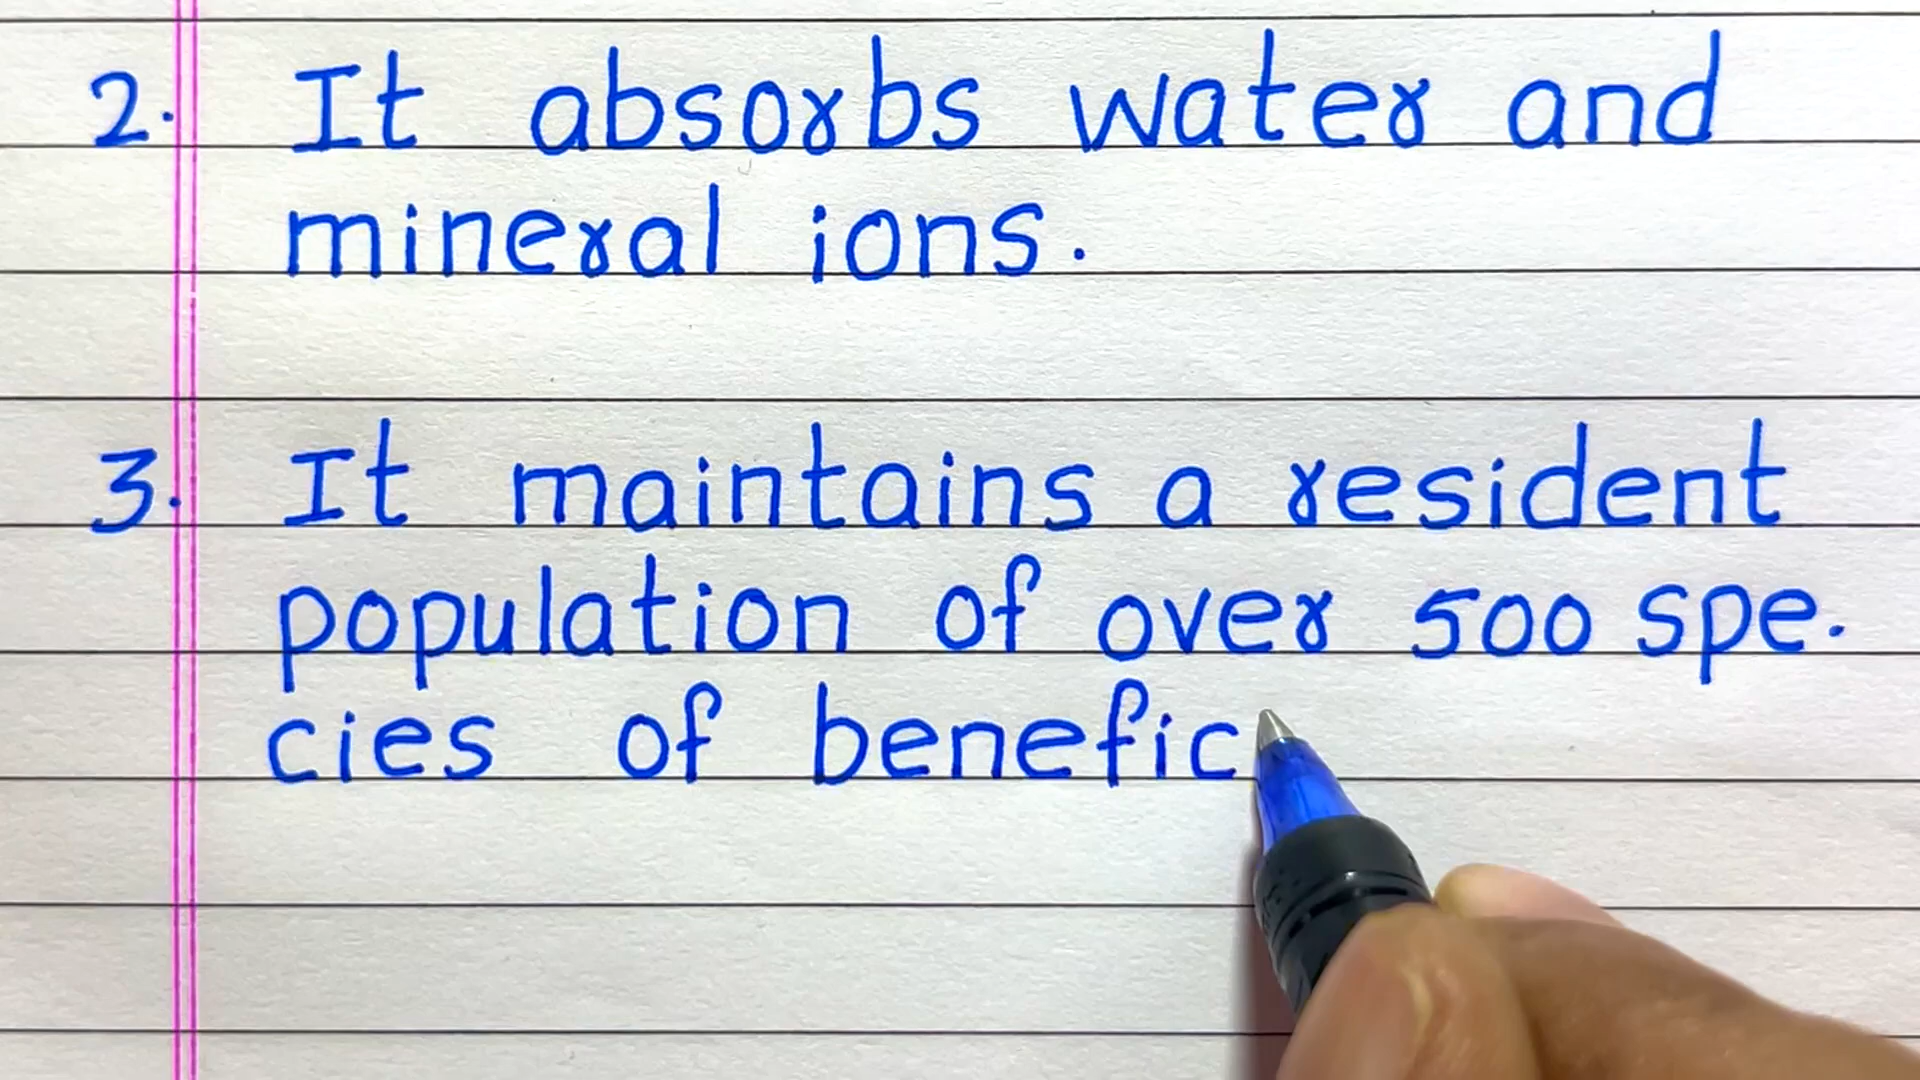 2. It absorbs water and
mineral ions.
3. It maintains a resident
population of over 500 spe.
cies of benefic